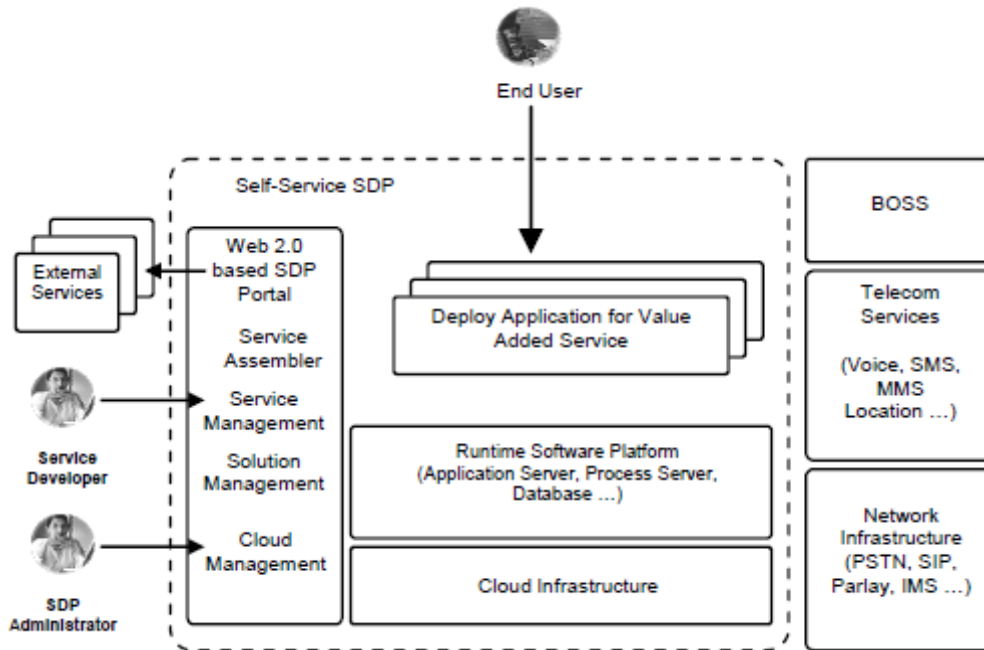 End User
Self-Service SDP
Web 2.0
based SDP
Portal
Service
Assembler
Service
Management
Solution
Management
Cloud
Management
External
Services
Service
Developer
SDP
Administrator
Deploy Application for Value
Added Service
Runtime Software Platform
(Application Server, Process Server,
Database ...)
Cloud Infrastructure
BOSS
Telecom
Services
(Voice, SMS,
MMS
Location ...)
Network
Infrastructure
(PSTN, SIP,
Parlay, IMS ...)